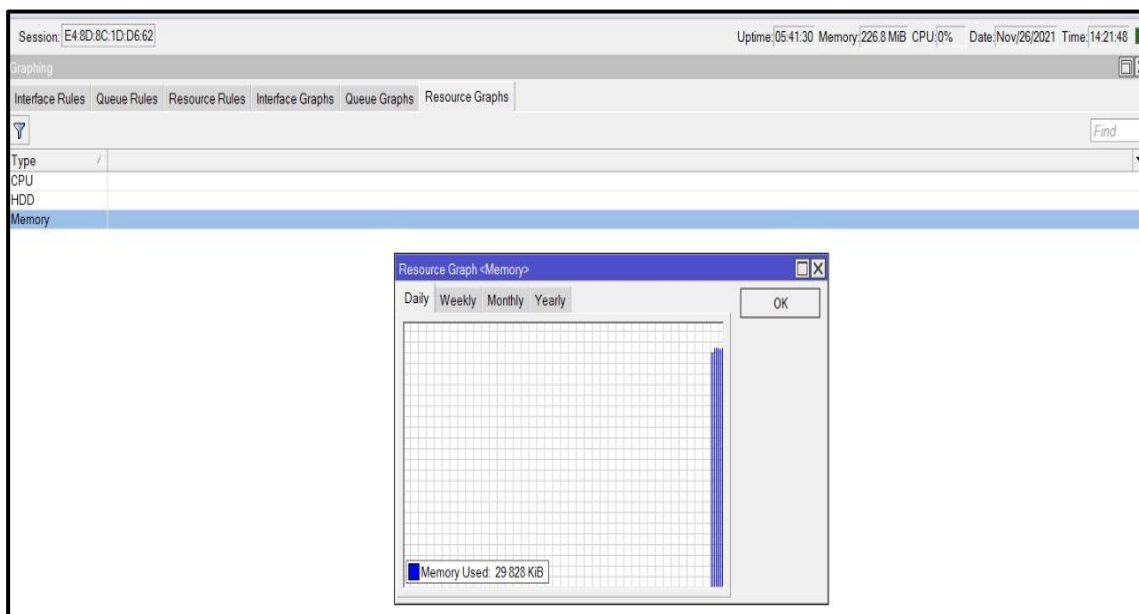 Session: E4:8D:8C:1D:D6:62 Uptime: 05:41:30 Memory: 226.8 MiB CPU: 0% Date: Nov/26/2021 Time: 14:21:48
Graphing
Interface Rules Queue Rules Resource Rules Interface Graphs Queue Graphs Resource Graphs
Find
Type
CPU
HDD
Memory
Resource Graph <Memory>
Daily Weekly Monthly Yearly OK
Memory Used: 29 828 KiB